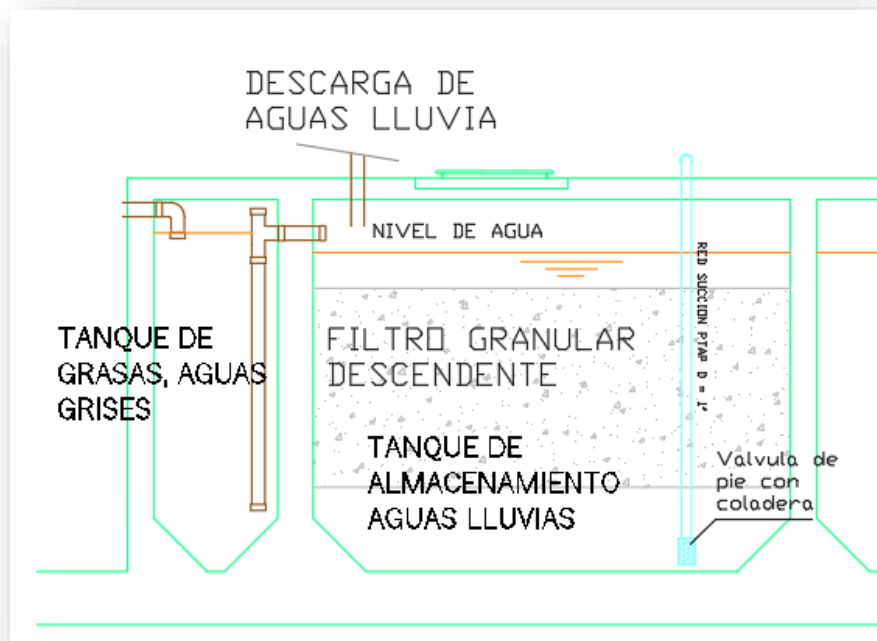 DESCARGA DE
AGUAS LLUVIA
NIVEL DE AGUA
RED SUCCION PTAP D = 1"
TANQUE DE
GRASAS, AGUAS
GRISES
FILTRO GRANULAR
DESCENDENTE
TANQUE DE
ALMACENAMIENTO
AGUAS LLUVIAS
Valvula de
pie con
coladera